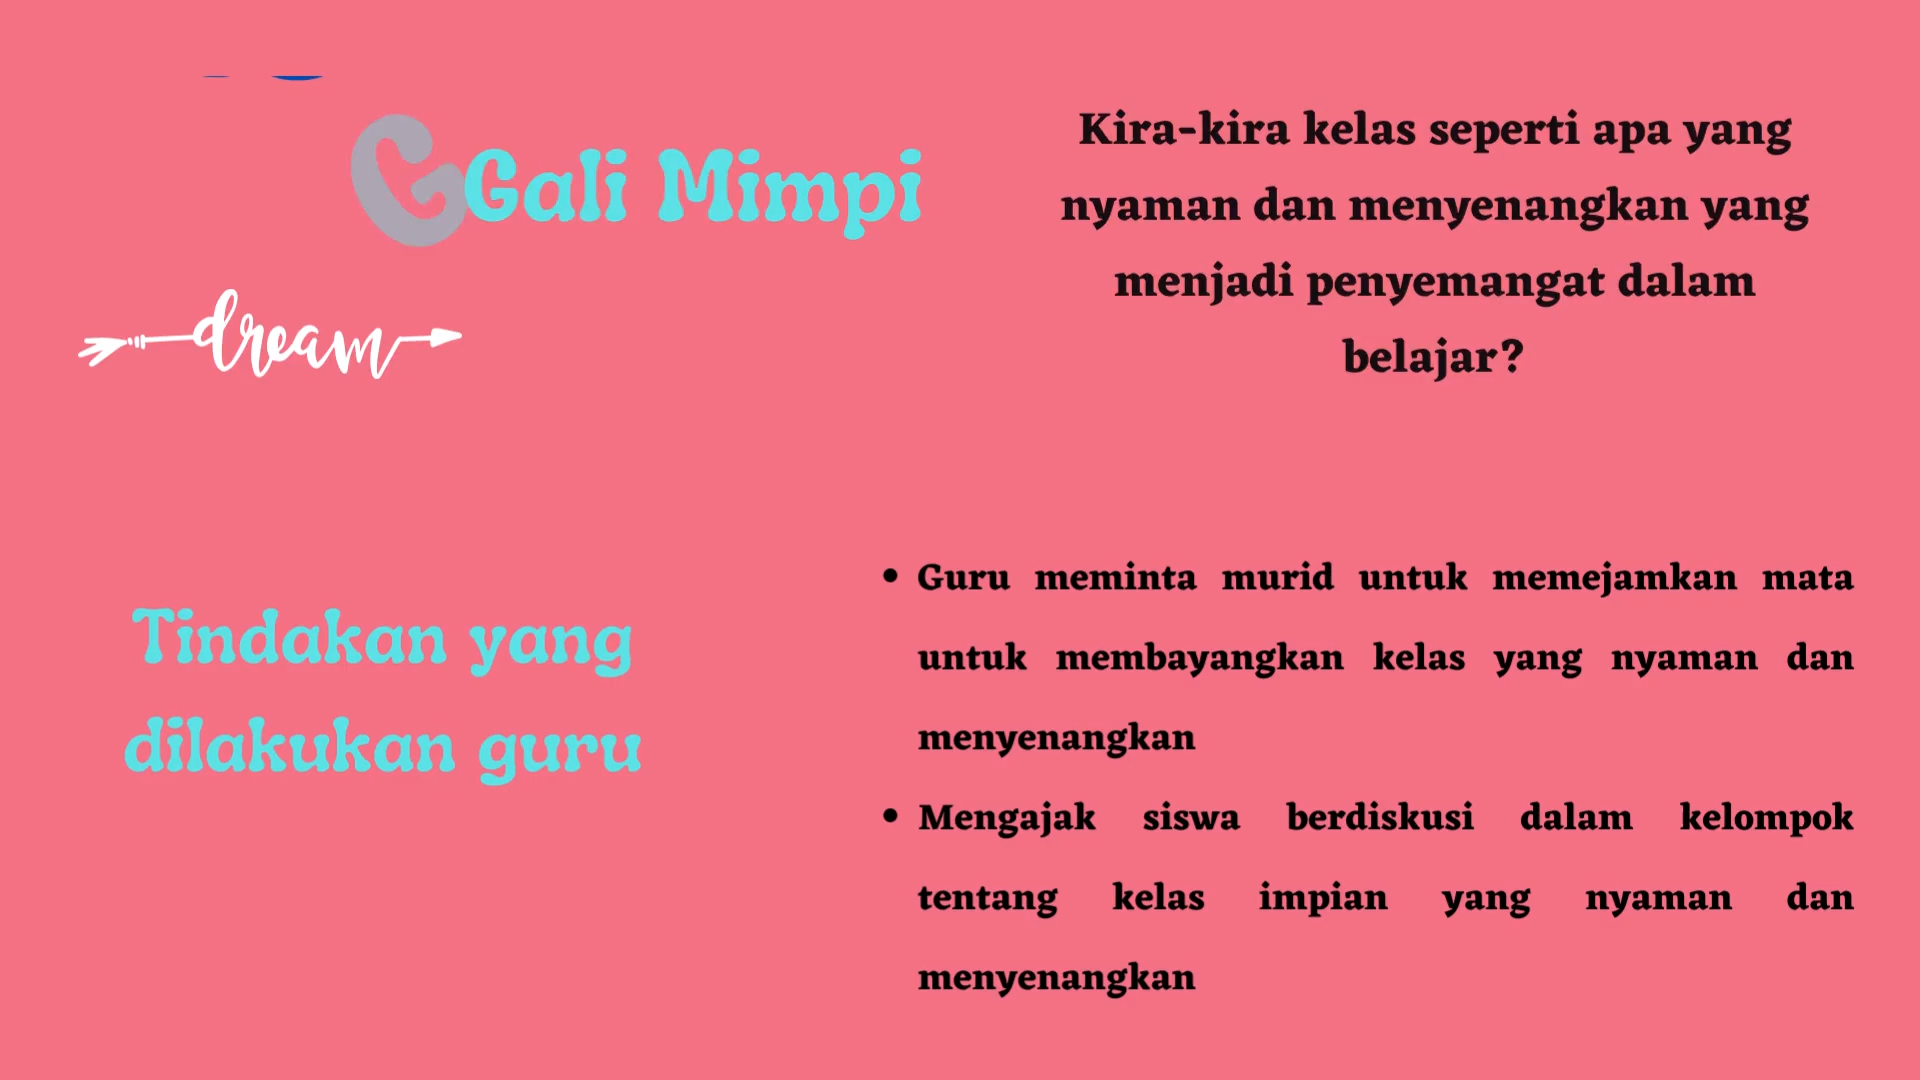 G
Gali Mimpi
dream
Kira-kira kelas seperti apa yang
nyaman dan menyenangkan yang
menjadi penyemangat dalam
belajar?
Tindakan yang
dilakukan guru
• Guru meminta murid untuk memejamkan mata
untuk membayangkan kelas yang nyaman dan
menyenangkan
• Mengajak siswa berdiskusi dalam kelompok
tentang kelas impian yang nyaman dan
menyenangkan